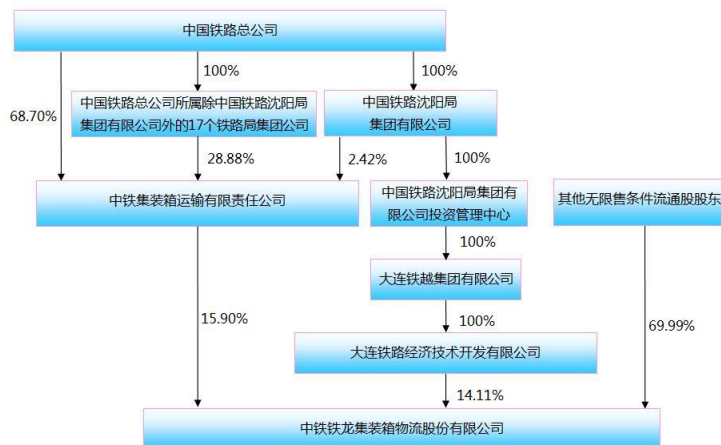 中国铁路总公司
100%
100%
68.70%
中国铁路总公司所属除中国铁路沈阳局
集团有限公司外的17个铁路局集团公司
中国铁路沈阳局
集团有限公司
28.88%
2.42%
100%
中铁集装箱运输有限责任公司
中国铁路沈阳局集团有
限公司投资管理中心
其他无限售条件流通股股东
100%
大连铁越集团有限公司
15.90%
100%
69.99%
大连铁路经济技术开发有限公司
14.11%
中铁铁龙集装箱物流股份有限公司